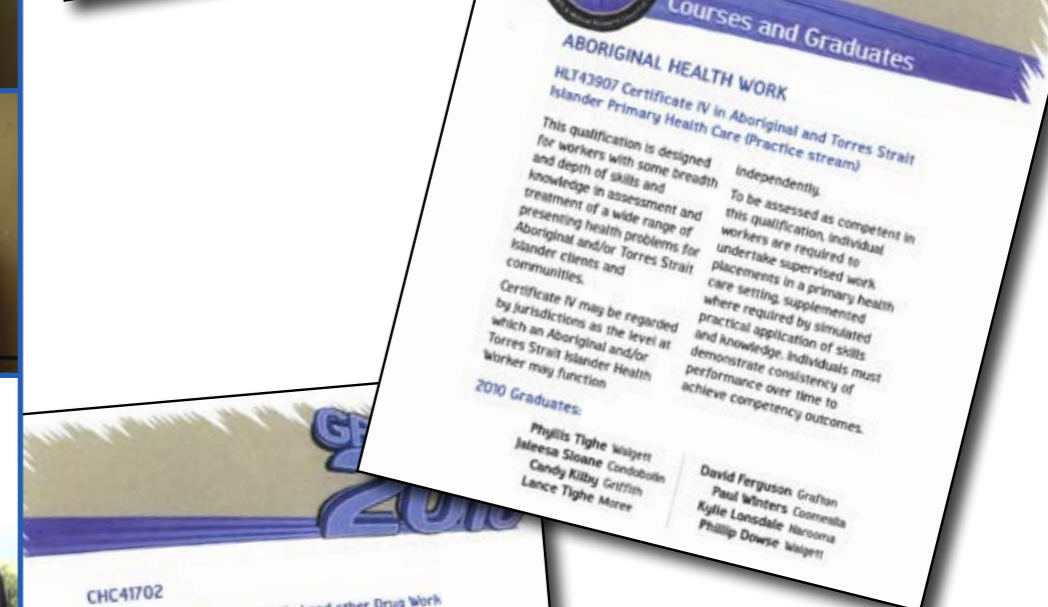 Courses and Graduates
ABORIGINAL HEALTH WORK
HLT43907 Certificate IV in Aboriginal and Torres Strait
Islander Primary Health Care (Practice stream)
This qualification is designed
for workers with some breadth
and depth of skills and
knowledge in assessment and
treatment of a wide range of
presenting health problems for
Aboriginal and/or Torres Strait
Islander clients and
communities.
Certificate IV may be regarded
by jurisdictions as the level at
which an Aboriginal and/or
Torres Strait Islander Health
Worker may function
independently.
To be assessed as competent in
this qualification, individual
workers are required to
undertake supervised work
placements in a primary health
care setting, supplemented
where required by simulated
practical application of skills
and knowledge. Individuals must
demonstrate consistency of
performance over time to
achieve competency outcomes.
2010 Graduates:
Phyllis Tighe Walgett
Jaleesa Sloane Condobolin
Candy Kilby Griffith
Lance Tighe Moree
David Ferguson Grafton
Paul Winters Coomealla
Kylie Lonsdale Narooma
Phillip Dowse Walgett
2010
CHC41702
and other Drug Work